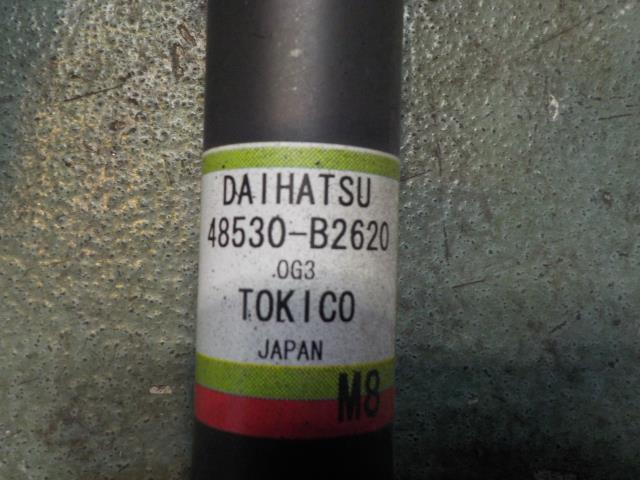 DAIHATSU
48530-B2620
.0G3
TOKICO
JAPAN
M8